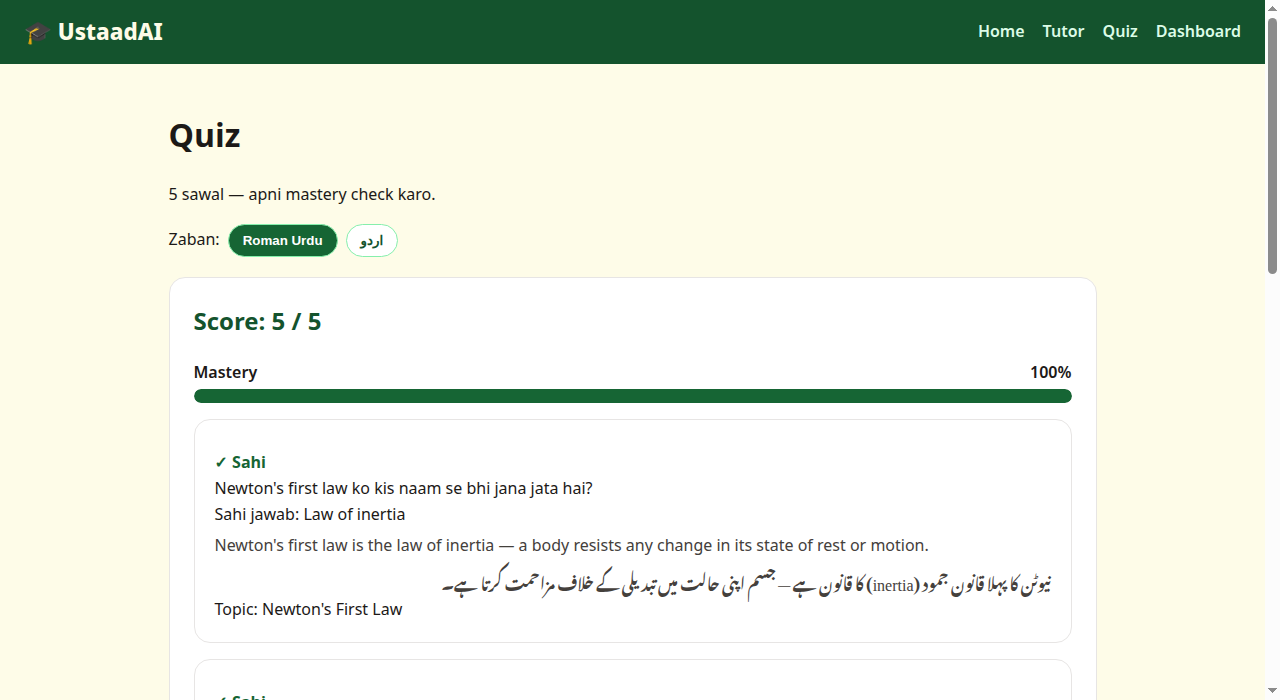 🎓 UstaadAI
Home Tutor Quiz Dashboard
Quiz
5 sawal — apni mastery check karo.
Zaban: Roman Urdu اردو
Score: 5 / 5
Mastery 100%
✓ Sahi
Newton's first law ko kis naam se bhi jana jata hai?
Sahi jawab: Law of inertia
Newton's first law is the law of inertia — a body resists any change in its state of rest or motion.
نیوٹن کا پہلا قانون جمود (inertia) کا قانون ہے — جسم اپنی حالت میں تبدیلی کے خلاف مزاحمت کرتا ہے۔
Topic: Newton's First Law
✓ Sahi